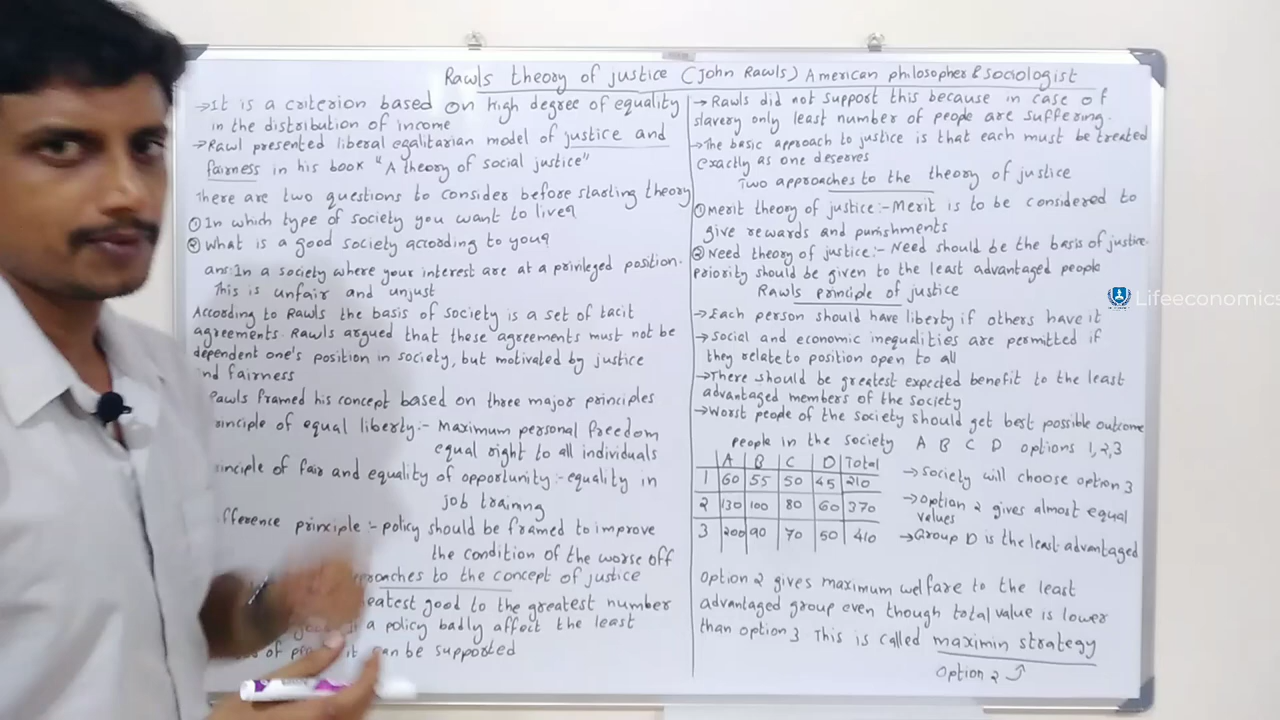 Rawls theory of justice (John Rawls) American philosopher & sociologist
→It is a criterion based on high degree of equality
in the distribution of income
→Rawl presented liberal egalitarian model of justice and
fairness in his book "A theory of social justice"
There are two questions to consider before starting theory
① In which type of society you want to live?
② What is a good society according to you?
ans: In a society where your interest are at a privileged position.
This is unfair and unjust
According to Rawls the basis of society is a set of tacit
agreements. Rawls argued that these agreements must not be
dependent one's position in society, but motivated by justice
and fairness
Rawls framed his concept based on three major principles
principle of equal liberty:- Maximum personal freedom
equal right to all individuals
principle of fair and equality of opportunity:- equality in
job training
difference principle:- policy should be framed to improve
the condition of the worse off
approaches to the concept of justice
greatest good to the greatest number
If a policy badly affect the least
of it can be supported
→ Rawls did not support this because in case of
slavery only least number of people are suffering.
→The basic approach to justice is that each must be treated
exactly as one deserves
Two approaches to the theory of justice
① Merit theory of justice:- Merit is to be considered to
give rewards and punishments
② Need theory of justice:- Need should be the basis of justice.
Priority should be given to the least advantaged people
Rawls principle of justice
→Each person should have liberty if others have it
→ Social and economic inequalities are permitted if
they relate to position open to all
→There should be greatest expected benefit to the least
advantaged members of the society
→Worst people of the society should get best possible outcome
People in the society A B C D options 1,2,3
A B C D Total
1 60 55 50 45 210
2 130 100 80 60 370
3 200 90 70 50 410
→Society will choose option 3
→option 2 gives almost equal
values
→Group D is the least advantaged
Option 2 gives maximum welfare to the least
advantaged group even though total value is lower
than option 3 This is called maximin strategy
Option 2
Lifeeconomics